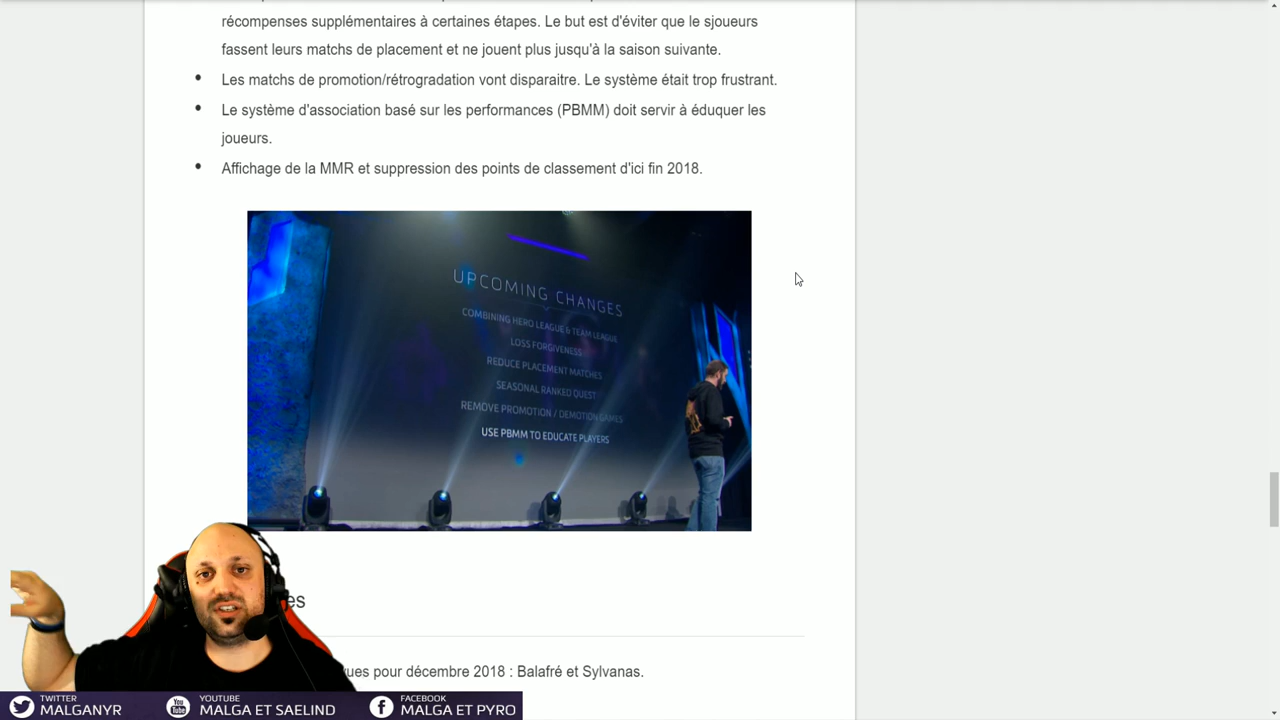 récompenses supplémentaires à certaines étapes. Le but est d'éviter que le sjoueurs
fassent leurs matchs de placement et ne jouent plus jusqu'à la saison suivante.
Les matchs de promotion/rétrogradation vont disparaitre. Le système était trop frustrant.
Le système d'association basé sur les performances (PBMM) doit servir à éduquer les
joueurs.
Affichage de la MMR et suppression des points de classement d'ici fin 2018.
UPCOMING CHANGES
COMBINING HERO LEAGUE & TEAM LEAGUE
LOSS FORGIVENESS
REDUCE PLACEMENT MATCHES
SEASONAL RANKED QUEST
REMOVE PROMOTION / DEMOTION GAMES
USE PBMM TO EDUCATE PLAYERS
pour décembre 2018 : Balafré et Sylvanas.
TWITTER
MALGANYR
YOUTUBE
MALGA ET SAELIND
FACEBOOK
MALGA ET PYRO